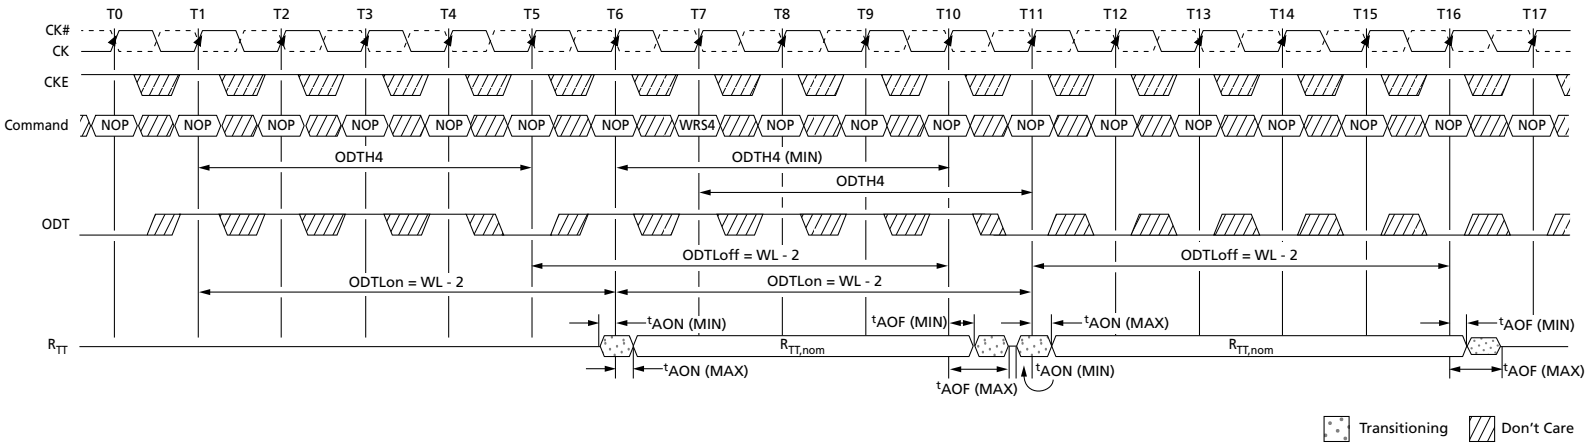 T0 T1 T2 T3 T4 T5 T6 T7 T8 T9 T10 T11 T12 T13 T14 T15 T16 T17
CK#
CK
CKE
Command NOP NOP NOP NOP NOP NOP NOP WRS4 NOP NOP NOP NOP NOP NOP NOP NOP NOP NOP
ODTH4 ODTH4 (MIN)
ODTH4
ODT
ODTLoff = WL - 2 ODTLoff = WL - 2
ODTLon = WL - 2 ODTLon = WL - 2
tAON (MIN) tAOF (MIN) tAON (MAX) tAOF (MIN)
RTT RTT,nom RTT,nom
tAON (MAX) tAOF (MAX) tAON (MIN) tAOF (MAX)
Transitioning Don't Care